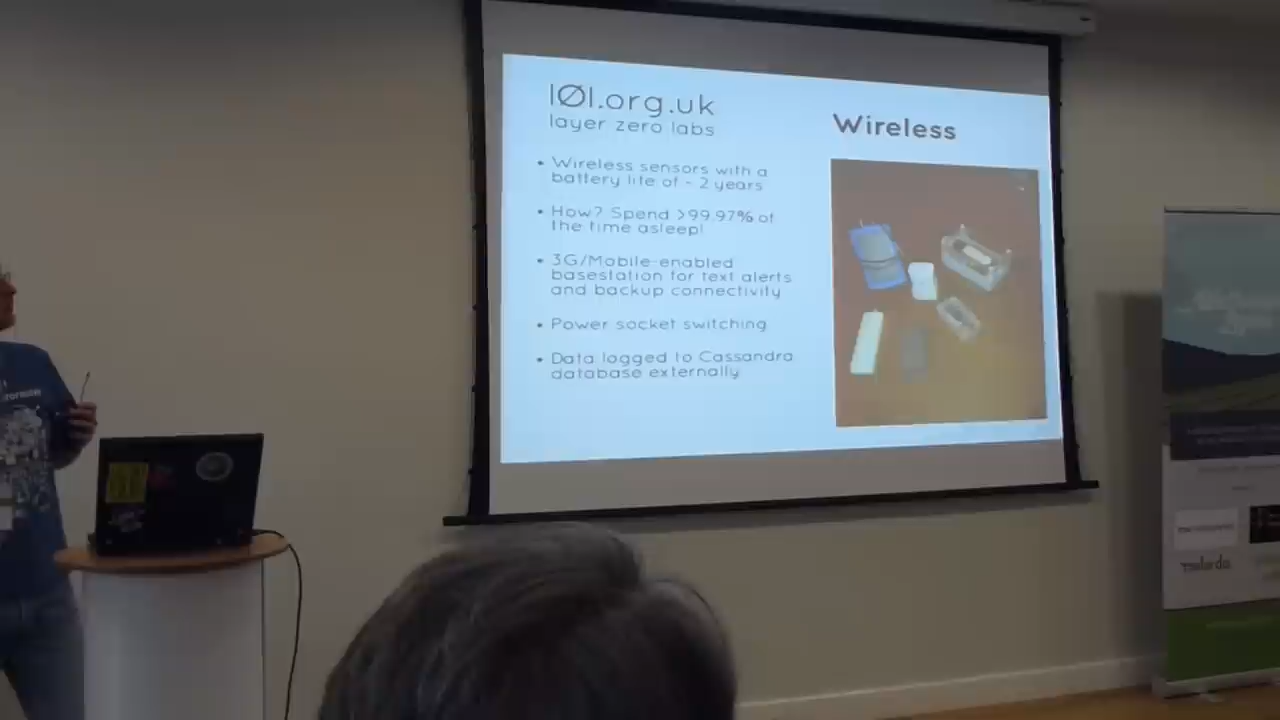 lØl.org.uk
layer zero labs
Wireless
• Wireless sensors with a
battery life of ~ 2 years
• How? Spend >99.97% of
the time asleep!
• 3G/Mobile-enabled
basestation for text alerts
and backup connectivity
• Power socket switching
• Data logged to Cassandra
database externally